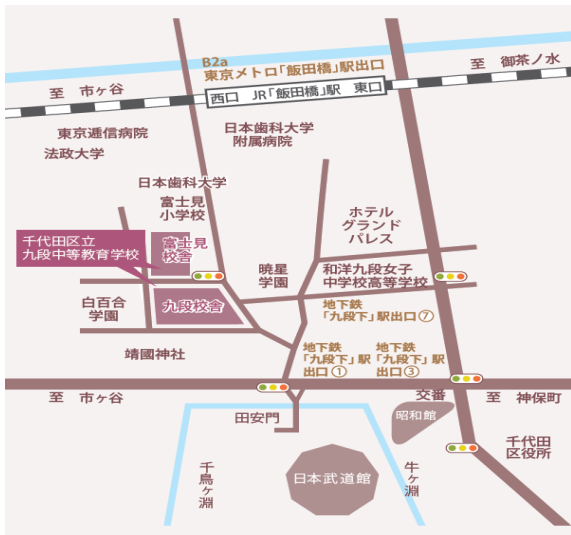 B2a
東京メトロ「飯田橋」駅出口
至 御茶ノ水
至 市ヶ谷
西口 JR「飯田橋」駅 東口
東京逓信病院
法政大学
日本歯科大学
附属病院
日本歯科大学
富士見
小学校
ホテル
グランド
パレス
千代田区立
九段中等教育学校
富士見
校舎
暁星
学園
和洋九段女子
中学校高等学校
白百合
学園
九段校舎
地下鉄
「九段下」駅出口⑦
靖國神社
地下鉄
「九段下」駅
出口①
地下鉄
「九段下」駅
出口③
至 市ヶ谷
交番
至 神保町
田安門
昭和館
千代田
区役所
千鳥ヶ淵
日本武道館
牛ヶ淵